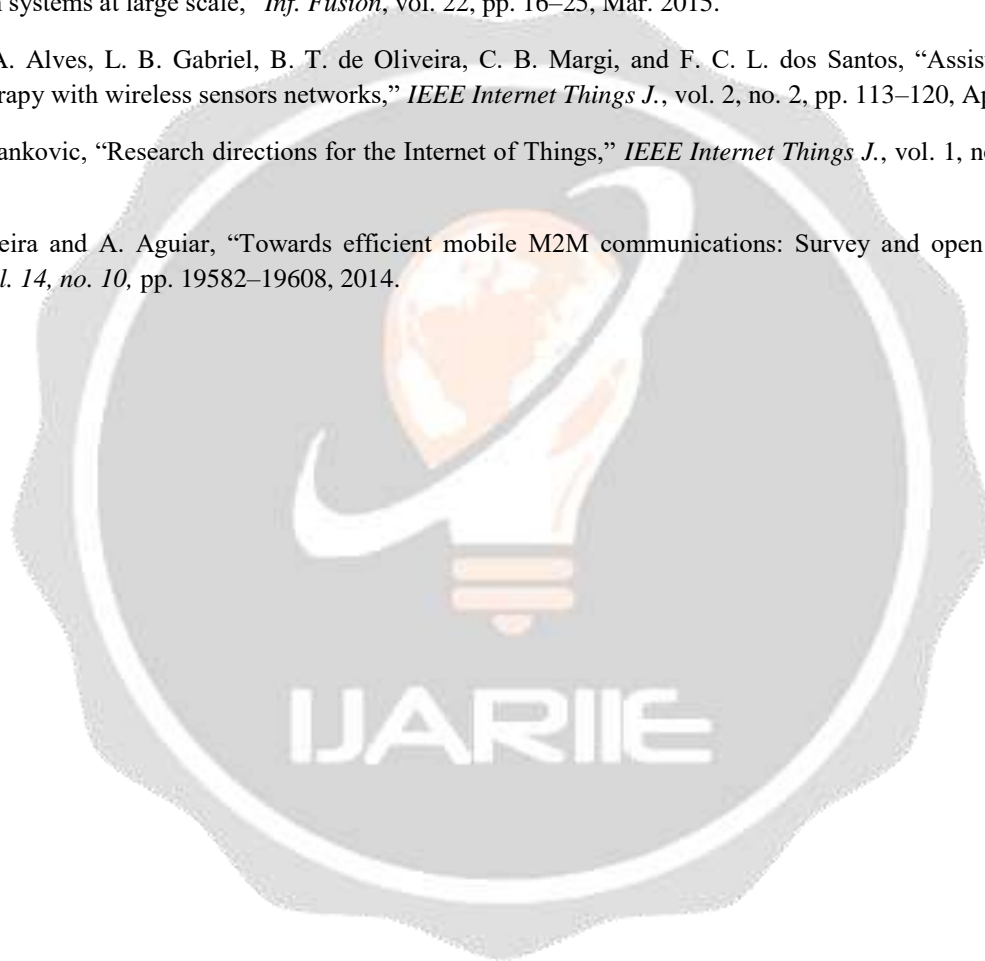 systems at large scale,” Inf. Fusion, vol. 22, pp. 16–25, Mar. 2015.
A. Alves, L. B. Gabriel, B. T. de Oliveira, C. B. Margi, and F. C. L. dos Santos, “Assis
rapy with wireless sensors networks,” IEEE Internet Things J., vol. 2, no. 2, pp. 113–120, Ap
ankovic, “Research directions for the Internet of Things,” IEEE Internet Things J., vol. 1, n
eira and A. Aguiar, “Towards efficient mobile M2M communications: Survey and open
l. 14, no. 10, pp. 19582–19608, 2014.
IJARIIE